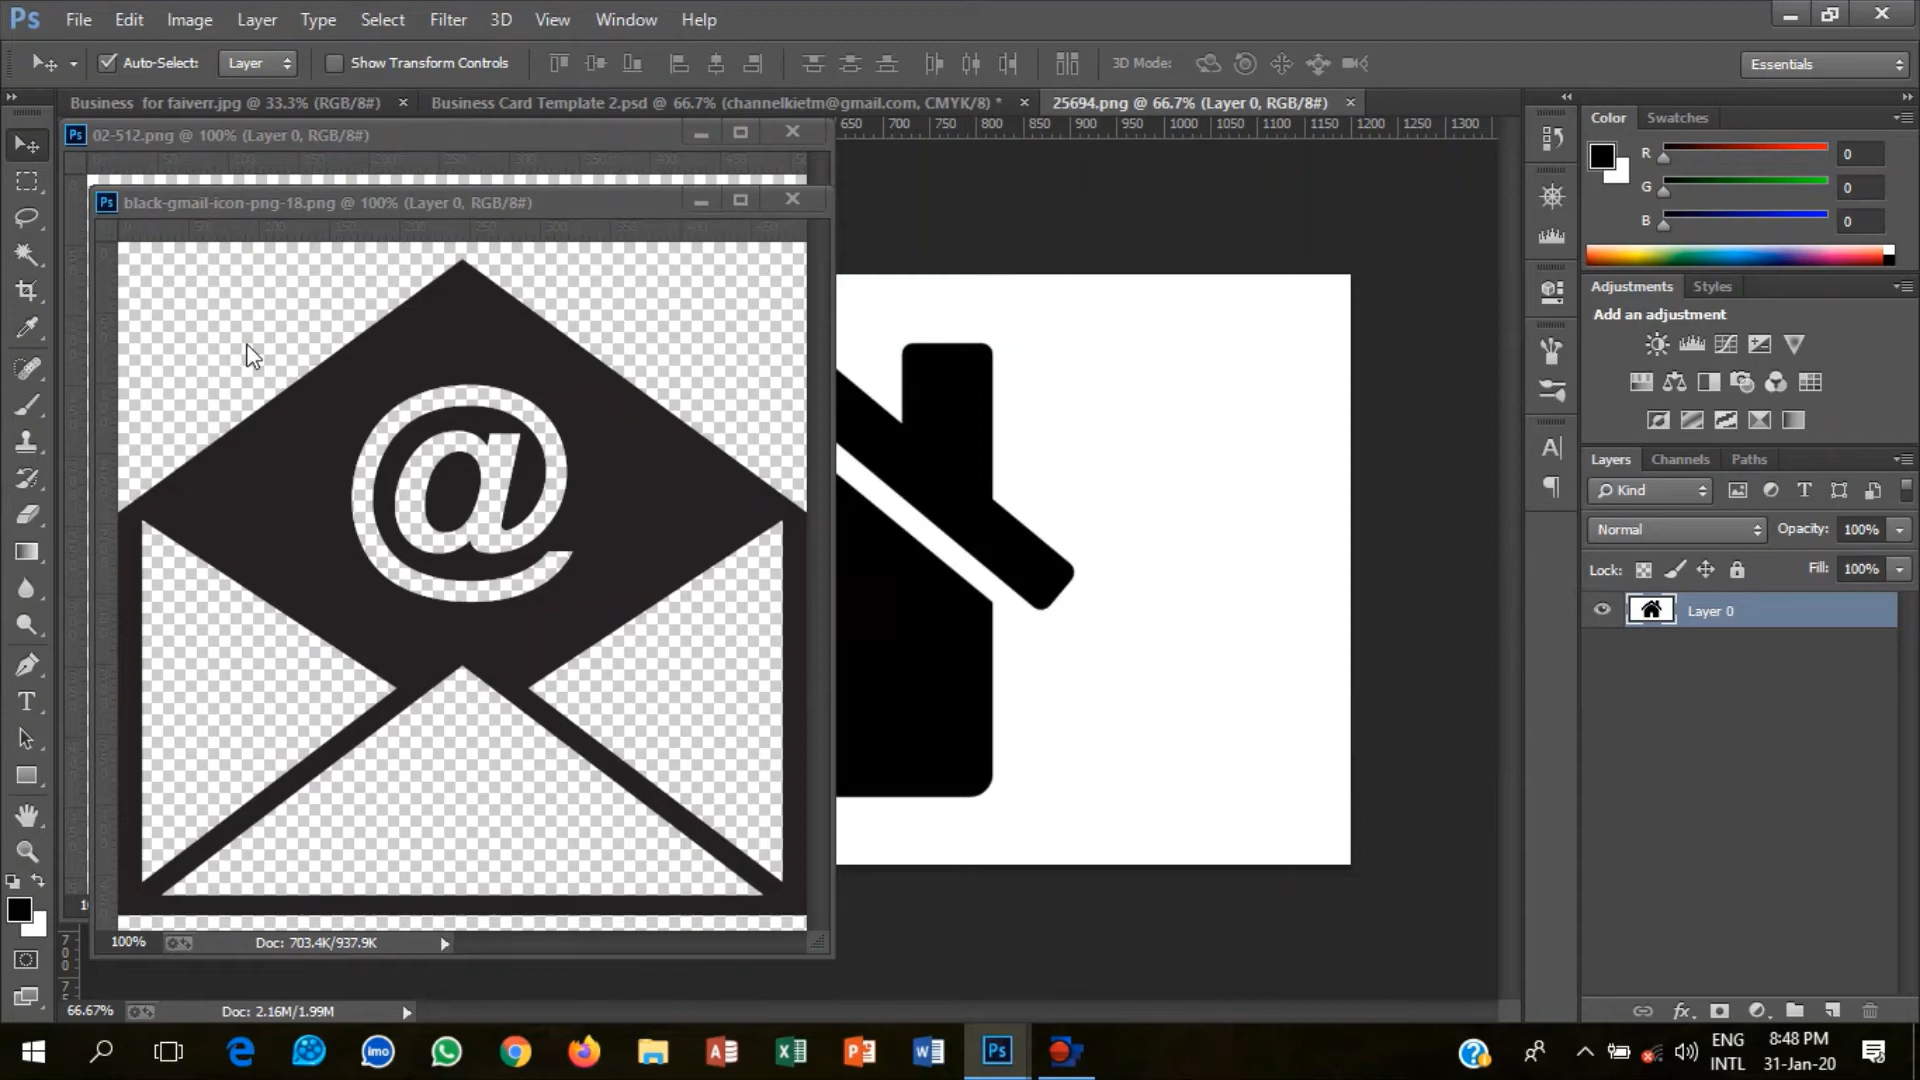 Ps File Edit Image Layer Type Select Filter 3D View Window Help
Auto-Select: Layer Show Transform Controls 3D Mode: Essentials
Business for faiverr.jpg @ 33.3% (RGB/8#) × Business Card Template 2.psd @ 66.7% (channelkietm@gmail.com, CMYK/8) * × 25694.png @ 66.7% (Layer 0, RGB/8#) ×
650 700 750 800 850 900 950 1000 1050 1100 1150 1200 1250 1300
Ps 02-512.png @ 100% (Layer 0, RGB/8#)
Ps black-gmail-icon-png-18.png @ 100% (Layer 0, RGB/8#)
@
100% Doc: 703.4K/937.9K
66.67% Doc: 2.16M/1.99M
Color Swatches
R 0
G 0
B 0
Adjustments Styles
Add an adjustment
Layers Channels Paths
Kind
Normal Opacity: 100%
Lock: Fill: 100%
Layer 0
imo Ps
ENG 8:48 PM
INTL 31-Jan-20